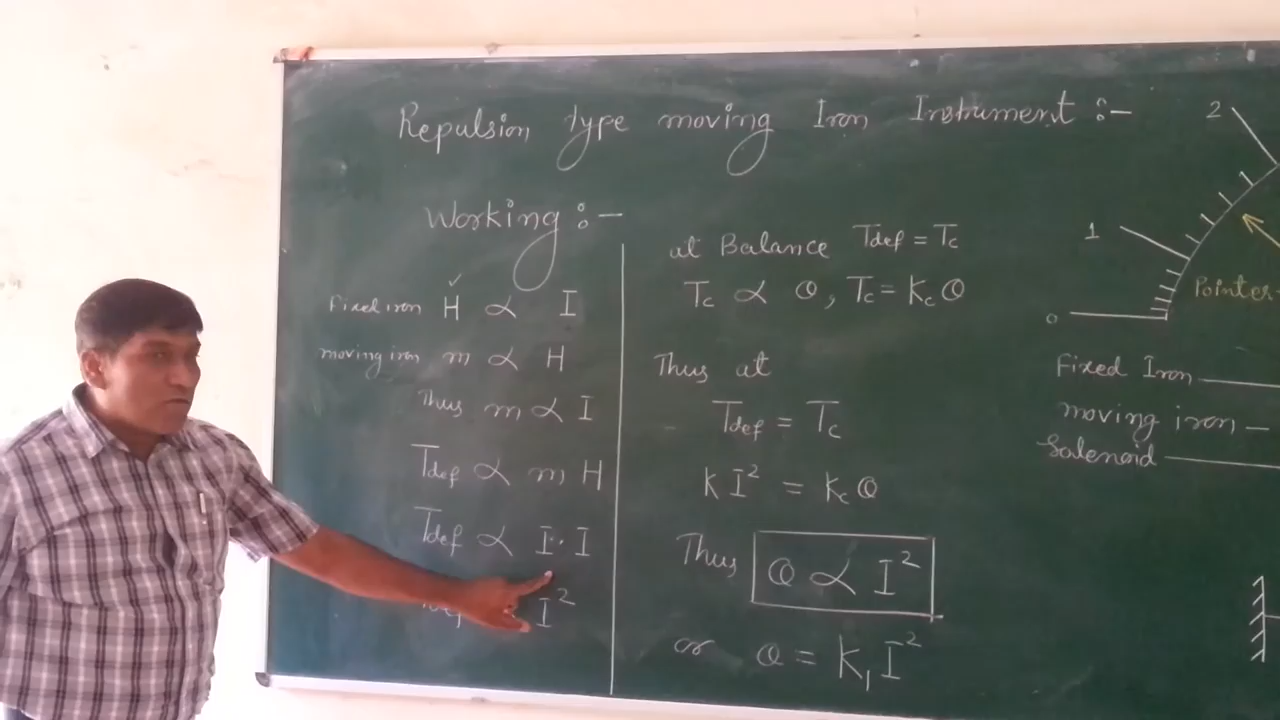 Repulsion type moving Iron Instrument :-
Working :-
Fixed iron H ∝ I
moving iron m ∝ H
Thus m ∝ I
Tdef ∝ m H
Tdef ∝ I · I
I²
at Balance Tdef = Tc
Tc ∝ θ, Tc = Kc θ
Thus at
Tdef = Tc
K I² = Kc θ
Thus θ ∝ I²
or θ = K₁ I²
2
1
0
Pointer
Fixed Iron
moving iron
Solenoid